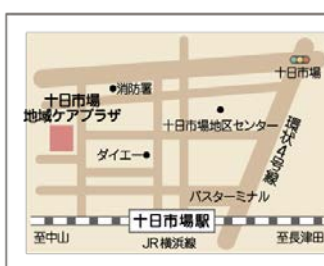 十日市場
消防署
十日市場
地域ケアプラザ
十日市場地区センター
環状4号線
ダイエー
バスターミナル
十日市場駅
至中山
JR横浜線
至長津田